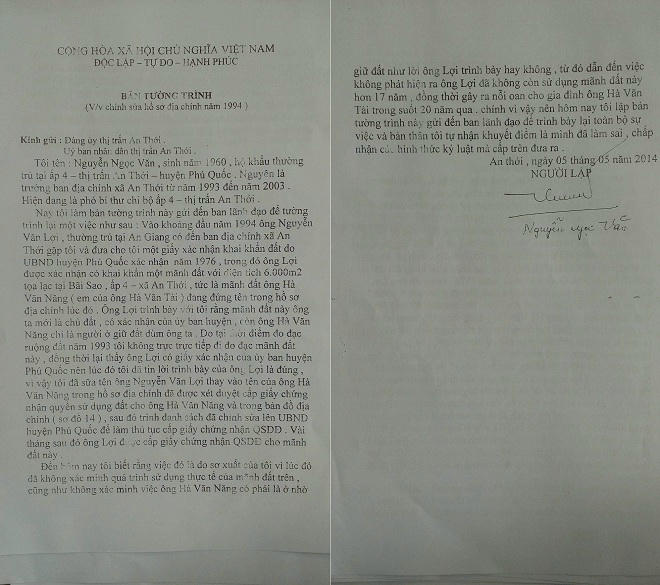 CỘNG HÒA XÃ HỘI CHỦ NGHĨA VIỆT NAM
ĐỘC LẬP – TỰ DO – HẠNH PHÚC
BẢN TƯỜNG TRÌNH
(V/v chỉnh sửa hồ sơ địa chính năm 1994 )
Kính gửi : Đảng ủy thị trấn An Thới .
Uỷ ban nhân dân thị trấn An Thới .
Tôi tên : Nguyễn Ngọc Văn , sinh năm 1960 , hộ khẩu thường
trú tại ấp 4 – thị trấn An Thới – huyện Phú Quốc . Nguyên là
trưởng ban địa chính xã An Thới từ năm 1993 đến năm 2003 .
Hiện đang là phó bí thư chi bộ ấp 4 – thị trấn An Thới .
Nay tôi làm bản tường trình này gửi đến ban lãnh đạo để tường
trình lại một việc như sau : Vào khoảng đầu năm 1994 ông Nguyễn
Văn Lợi , thường trú tại An Giang có đến ban địa chính xã An
Thới gặp tôi và đưa cho tôi một giấy xác nhận khai khẩn đất do
UBND huyện Phú Quốc xác nhận năm 1976 , trong đó ông Lợi
được xác nhận có khai khẩn một mãnh đất với diện tích 6.000m2
tọa lạc tại Bãi Sao , ấp 4 – xã An Thới , tức là mãnh đất ông Hà
Văn Năng ( em của ông Hà Văn Tài ) đang đứng tên trong hồ sơ
địa chính lúc đó . Ông Lợi trình bày với tôi rằng mãnh đất này ông
ta mới là chủ đất , có xác nhận của ủy ban huyện , còn ông Hà Văn
Năng chỉ là người ở giữ đất dùm ông ta . Do tại thời điểm đo đạc
ruộng đất năm 1993 tôi không trực trực tiếp đi đo đạc mãnh đất
này , đồng thời lại thấy ông Lợi có giấy xác nhận của ủy ban huyện
Phú Quốc nên lúc đó tôi đã tin lời trình bày của ông Lợi là đúng ,
vì vậy tôi đã sửa tên ông Nguyễn Văn Lợi thay vào tên của ông Hà
Văn Năng trong hồ sơ địa chính đã được xét duyệt cấp giấy chứng
nhận quyền sử dụng đất cho ông Hà Văn Năng và trong bản đồ địa
chính ( sơ đồ 14 ) , sau đó trình danh sách đã chỉnh sửa lên UBND
huyện Phú Quốc để làm thủ tục cấp giấy chứng nhận QSDĐ . Vài
tháng sau đó ông Lợi được cấp giấy chứng nhận QSDĐ cho mãnh
đất này .
Đến hôm nay tôi biết rằng việc đó là do sơ xuất của tôi vì lúc đó
đã không xác minh quá trình sử dụng thực tế của mãnh đất trên ,
cũng như không xác minh việc ông Hà Văn Năng có phải là ở nhờ
giữ đất như lời ông Lợi trình bày hay không , từ đó dẫn đến việc
không phát hiện ra ông Lợi đã không còn sử dụng mãnh đất này
hơn 17 năm , đồng thời gây ra nỗi oan cho gia đình ông Hà Văn
Tài trong suốt 20 năm qua . chính vì vậy nên hôm nay tôi lập bản
tường trình này gửi đến ban lãnh đạo để trình bày lại toàn bộ sự
việc và bản thân tôi tự nhận khuyết điểm là mình đã làm sai , chấp
nhận các hình thức kỷ luật mà cấp trên đưa ra .
An thới , ngày 05 tháng 05 năm 2014
NGƯỜI LẬP
Nguyễn Ngọc Văn